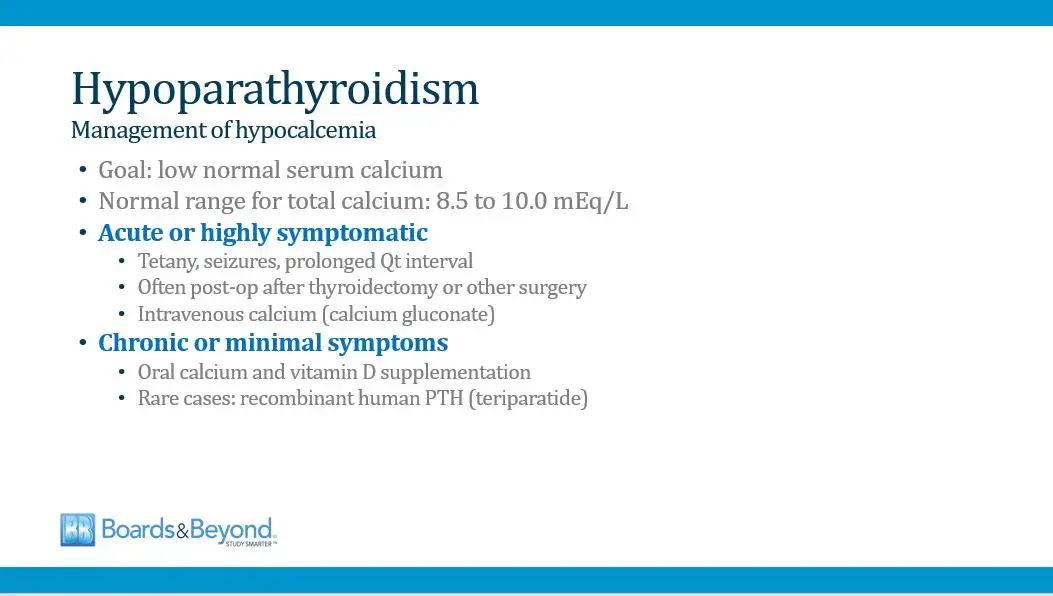 Hypoparathyroidism
Management of hypocalcemia
• Goal: low normal serum calcium
• Normal range for total calcium: 8.5 to 10.0 mEq/L
• Acute or highly symptomatic
• Tetany, seizures, prolonged Qt interval
• Often post-op after thyroidectomy or other surgery
• Intravenous calcium (calcium gluconate)
• Chronic or minimal symptoms
• Oral calcium and vitamin D supplementation
• Rare cases: recombinant human PTH (teriparatide)
BB Boards&Beyond.
STUDY SMARTER™